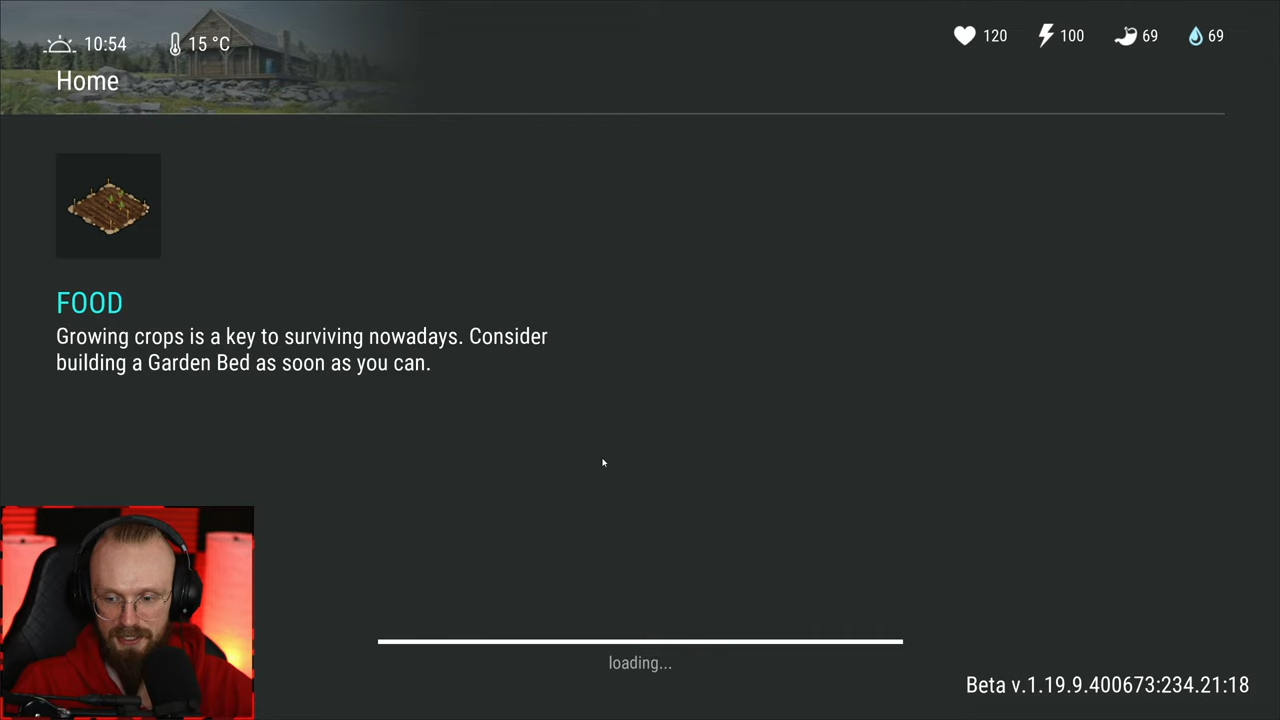 10:54 15 °C 120 100 69 69
Home
FOOD
Growing crops is a key to surviving nowadays. Consider
building a Garden Bed as soon as you can.
loading...
Beta v.1.19.9.400673:234.21:18